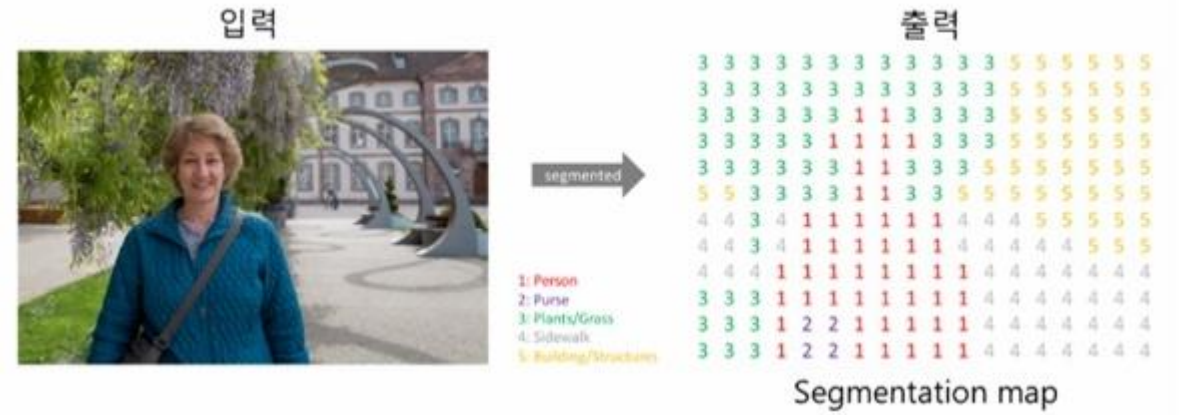 입력
출력
segmented
1: Person
2: Purse
3: Plants/Grass
4: Sidewalk
5: Building/Structures
3 3 3 3 3 3 3 3 3 3 3 3 5 5 5 5 5 5
3 3 3 3 3 3 3 3 3 3 3 3 5 5 5 5 5 5
3 3 3 3 3 3 1 1 3 3 3 3 5 5 5 5 5 5
3 3 3 3 3 1 1 1 1 3 3 3 5 5 5 5 5 5
3 3 3 3 3 3 1 1 3 3 3 5 5 5 5 5 5 5
5 5 3 3 3 3 1 1 3 3 5 5 5 5 5 5 5 5
4 4 3 4 1 1 1 1 1 1 4 4 4 5 5 5 5 5
4 4 3 4 1 1 1 1 1 1 4 4 4 4 4 5 5 5
4 4 4 1 1 1 1 1 1 1 1 4 4 4 4 4 4 4
3 3 3 1 1 1 1 1 1 1 1 4 4 4 4 4 4 4
3 3 3 1 2 2 1 1 1 1 1 4 4 4 4 4 4 4
3 3 3 1 2 2 1 1 1 1 1 4 4 4 4 4 4 4
Segmentation map